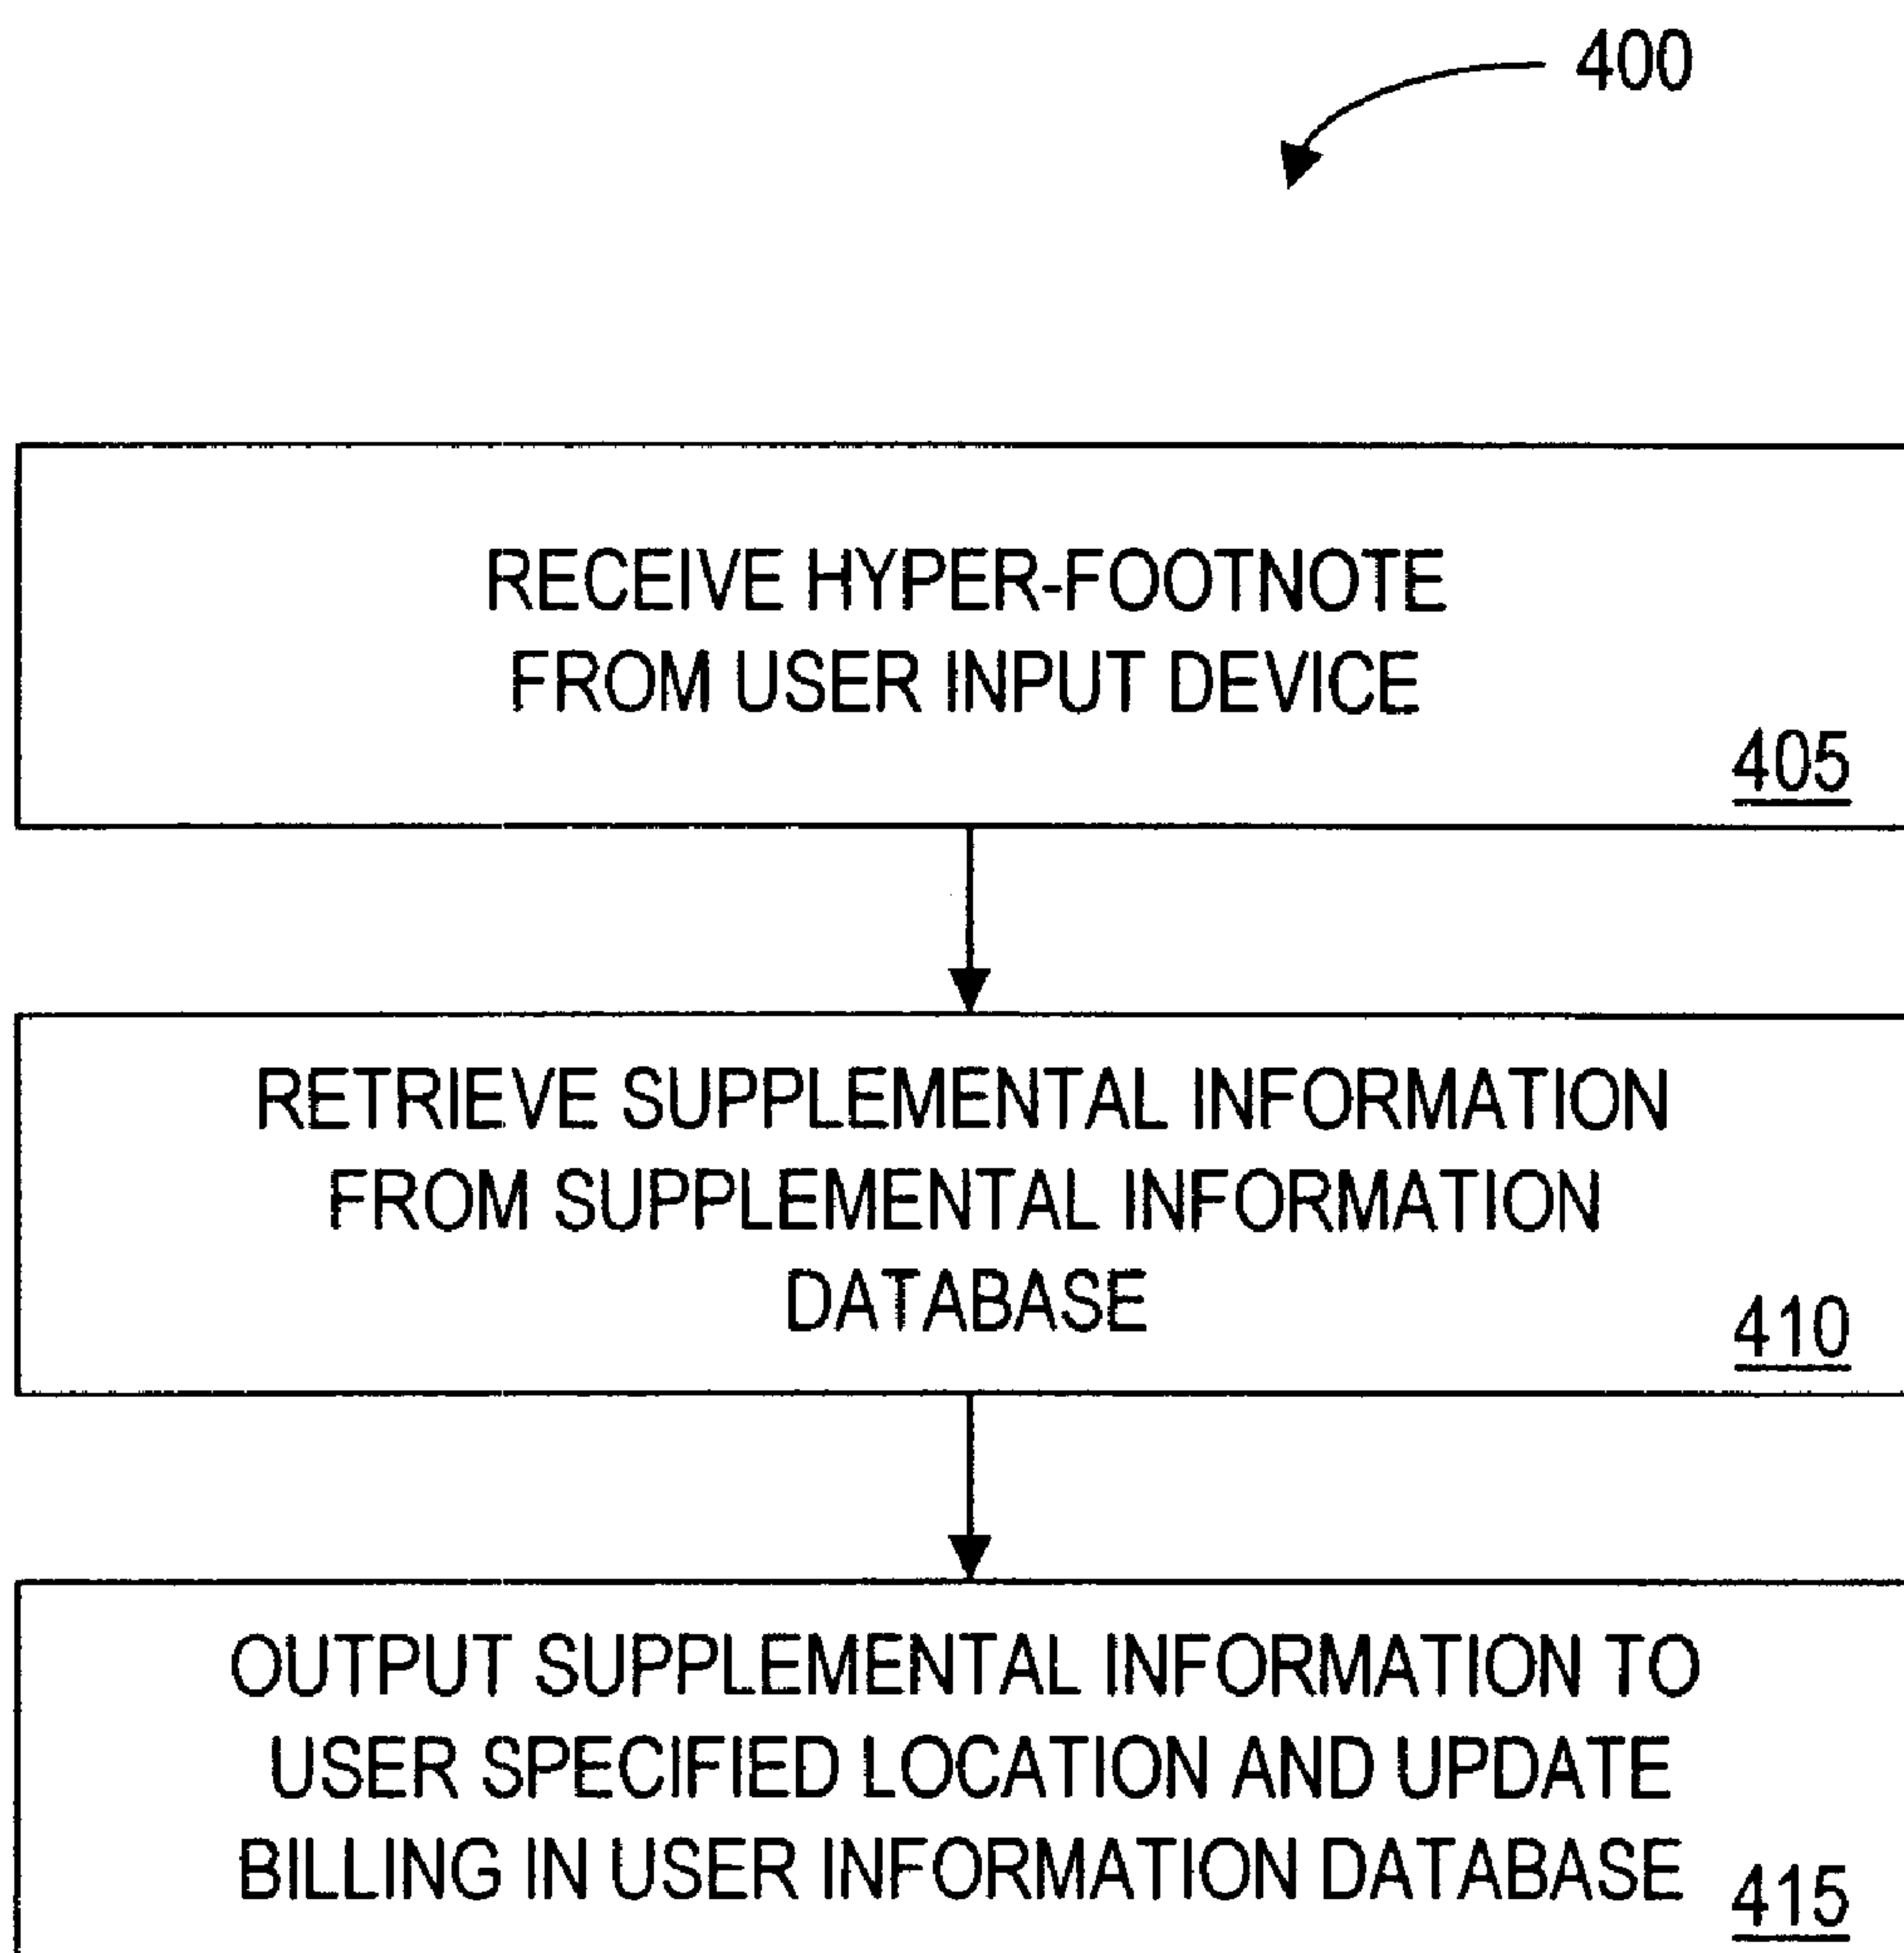 400
RECEIVE HYPER-FOOTNOTE
FROM USER INPUT DEVICE
405
RETRIEVE SUPPLEMENTAL INFORMATION
FROM SUPPLEMENTAL INFORMATION
DATABASE
410
OUTPUT SUPPLEMENTAL INFORMATION TO
USER SPECIFIED LOCATION AND UPDATE
BILLING IN USER INFORMATION DATABASE
415